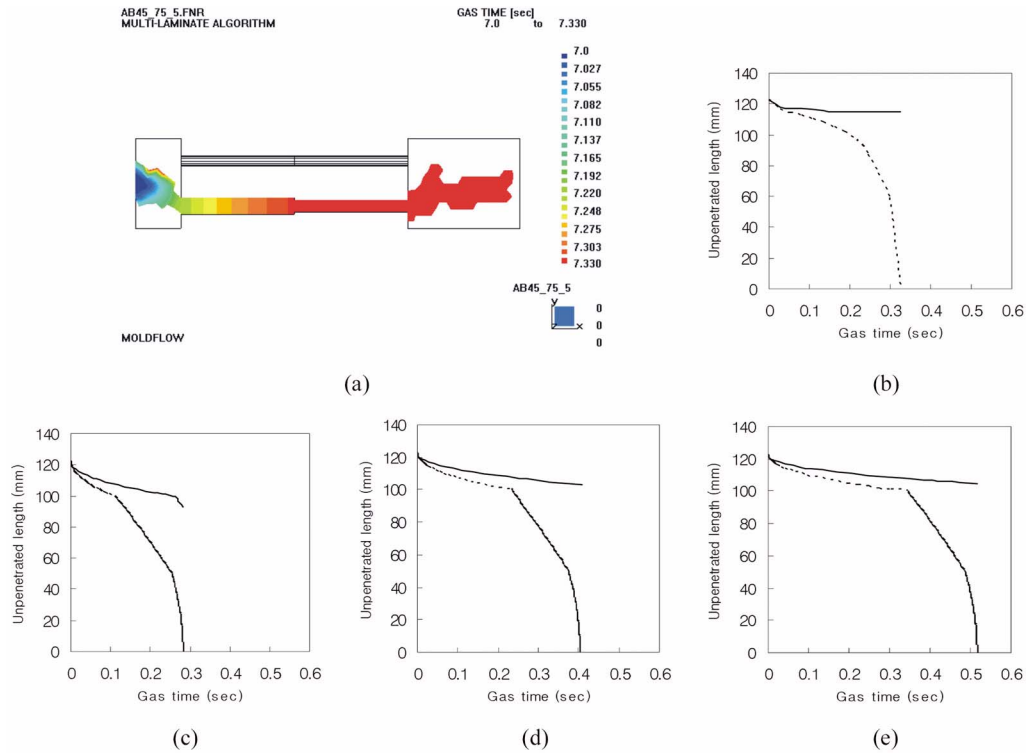 AB45_75_5.FNR
MULTI-LAMINATE ALGORITHM
GAS TIME [sec]
7.0 to 7.330
7.0
7.027
7.055
7.082
7.110
7.137
7.165
7.192
7.220
7.248
7.275
7.303
7.330
AB45_75_5
y
z x
0
0
0
MOLDFLOW
(a)
Unpenetrated length (mm)
140
120
100
80
60
40
20
0
0 0.1 0.2 0.3 0.4 0.5 0.6
Gas time (sec)
(b)
Unpenetrated length (mm)
140
120
100
80
60
40
20
0
0 0.1 0.2 0.3 0.4 0.5 0.6
Gas time (sec)
(c)
Unpenetrated length (mm)
140
120
100
80
60
40
20
0
0 0.1 0.2 0.3 0.4 0.5 0.6
Gas time (sec)
(d)
Unpenetrated length (mm)
140
120
100
80
60
40
20
0
0 0.1 0.2 0.3 0.4 0.5 0.6
Gas time (sec)
(e)